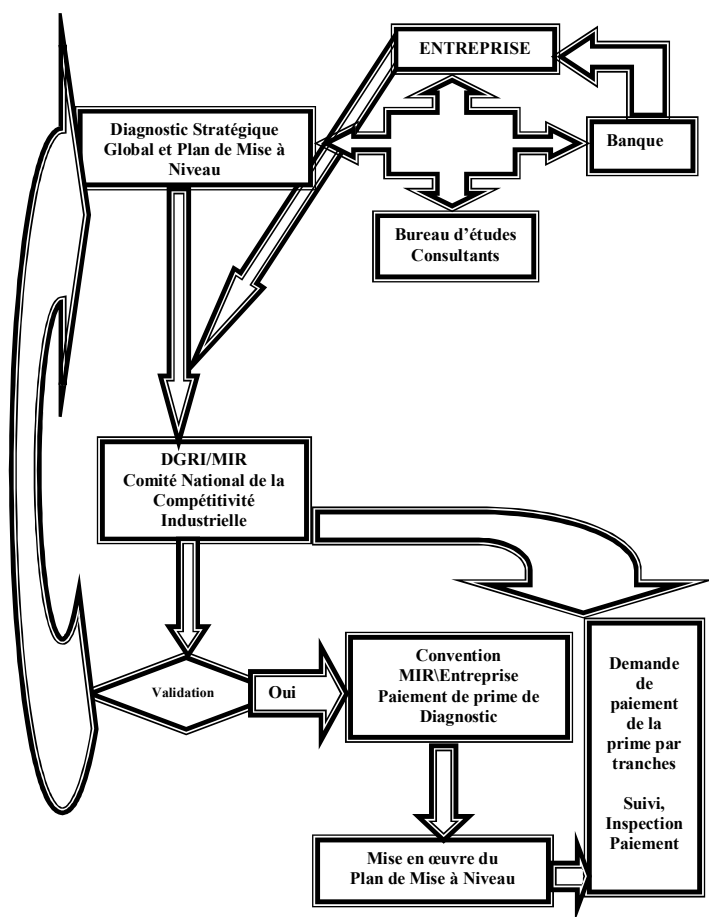 ENTREPRISE
Diagnostic Stratégique
Global et Plan de Mise à
Niveau
Banque
Bureau d'études
Consultants
DGRI/MIR
Comité National de la
Compétitivité
Industrielle
Validation
Oui
Convention
MIR\Entreprise
Paiement de prime de
Diagnostic
Demande
de
paiement
de la
prime par
tranches
Suivi,
Inspection
Paiement
Mise en œuvre du
Plan de Mise à Niveau